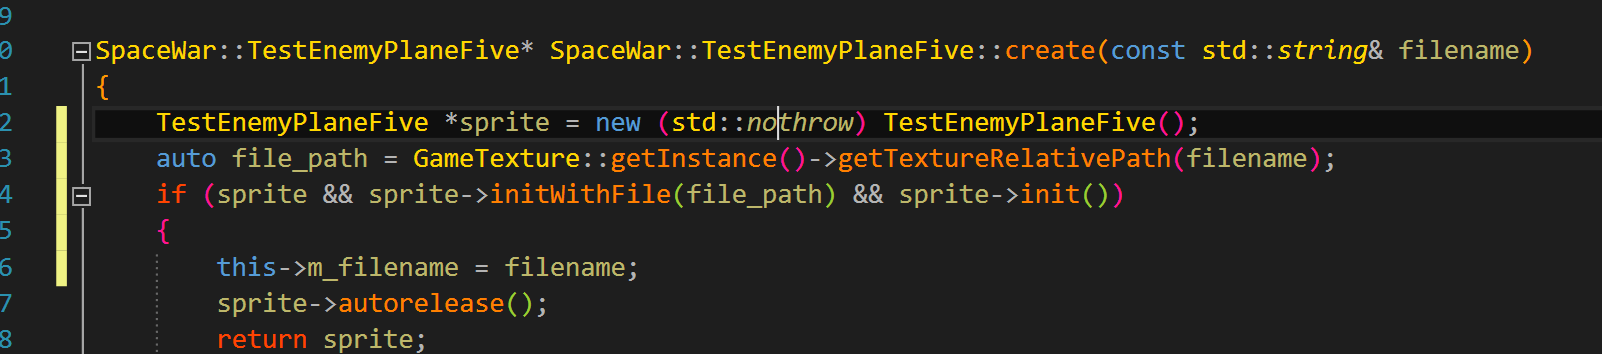 9
0 SpaceWar::TestEnemyPlaneFive* SpaceWar::TestEnemyPlaneFive::create(const std::string& filename)
1 {
2 TestEnemyPlaneFive *sprite = new (std::nothrow) TestEnemyPlaneFive();
3 auto file_path = GameTexture::getInstance()->getTextureRelativePath(filename);
4 if (sprite && sprite->initWithFile(file_path) && sprite->init())
5 {
6 this->m_filename = filename;
7 sprite->autorelease();
8 return sprite;